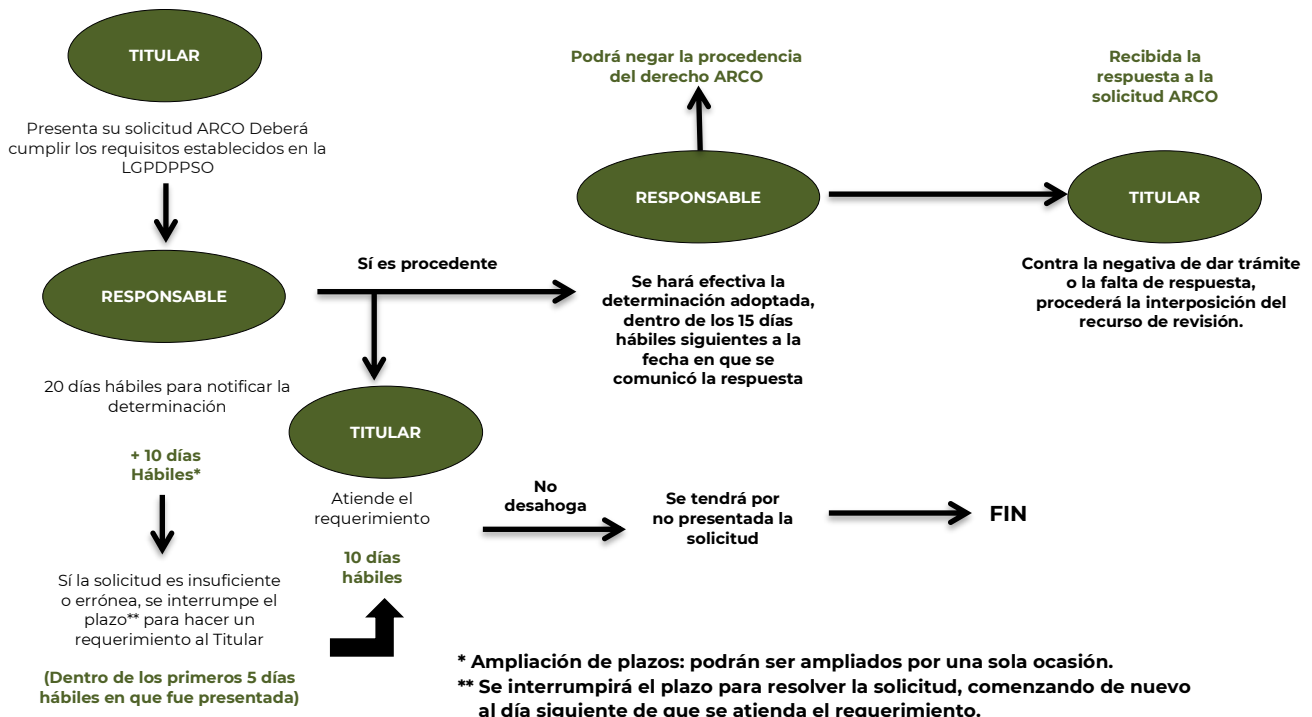 TITULAR
Presenta su solicitud ARCO Deberá
cumplir los requisitos establecidos en la
LGPDPPSO
RESPONSABLE
20 días hábiles para notificar la
determinación
+ 10 días
Hábiles*
Sí la solicitud es insuficiente
o errónea, se interrumpe el
plazo** para hacer un
requerimiento al Titular
(Dentro de los primeros 5 días
hábiles en que fue presentada)
Sí es procedente
TITULAR
Atiende el
requerimiento
10 días
hábiles
No
desahoga
Se tendrá por
no presentada la
solicitud
FIN
Podrá negar la procedencia
del derecho ARCO
RESPONSABLE
Se hará efectiva la
determinación adoptada,
dentro de los 15 días
hábiles siguientes a la
fecha en que se
comunicó la respuesta
Recibida la
respuesta a la
solicitud ARCO
TITULAR
Contra la negativa de dar trámite
o la falta de respuesta,
procederá la interposición del
recurso de revisión.
* Ampliación de plazos: podrán ser ampliados por una sola ocasión.
** Se interrumpirá el plazo para resolver la solicitud, comenzando de nuevo
al día siguiente de que se atienda el requerimiento.